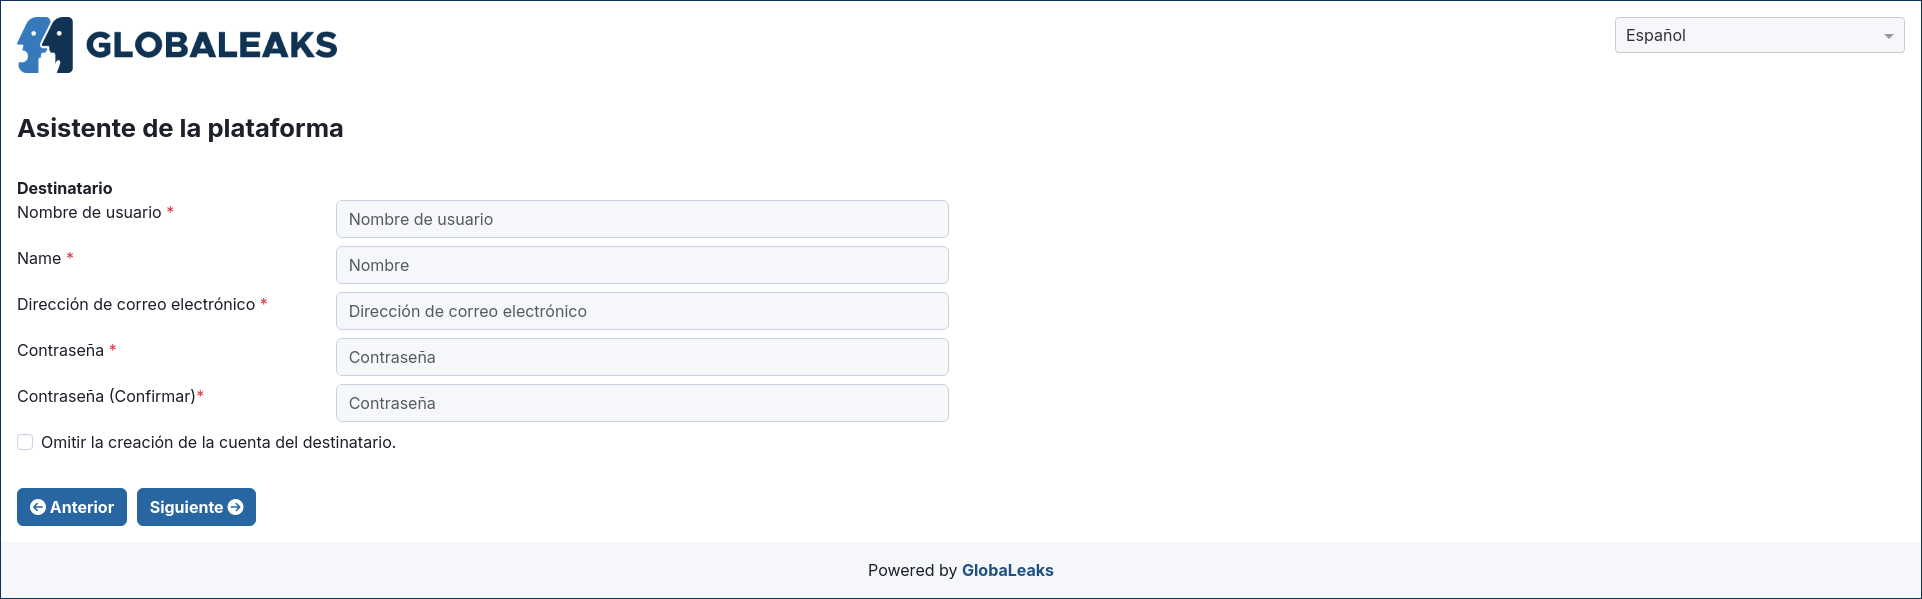 GLOBALEAKS
Español
Asistente de la plataforma
Destinatario
Nombre de usuario *
Nombre de usuario
Name *
Nombre
Dirección de correo electrónico *
Dirección de correo electrónico
Contraseña *
Contraseña
Contraseña (Confirmar)*
Contraseña
Omitir la creación de la cuenta del destinatario.
Anterior
Siguiente
Powered by GlobaLeaks